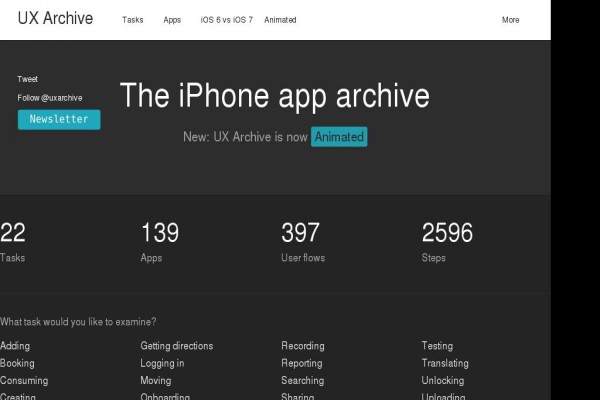 UX Archive Tasks Apps iOS 6 vs iOS 7 Animated More
Tweet
Follow @uxarchive
Newsletter
The iPhone app archive
New: UX Archive is now Animated
22 139 397 2596
Tasks Apps User flows Steps
What task would you like to examine?
Adding Getting directions Recording Testing
Booking Logging in Reporting Translating
Consuming Moving Searching Unlocking
Creating Onboarding Sharing Uploading